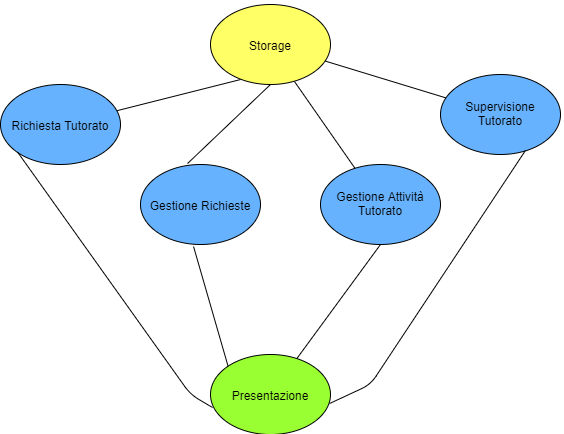 Storage
Richiesta Tutorato
Supervisione
Tutorato
Gestione Richieste
Gestione Attività
Tutorato
Presentazione